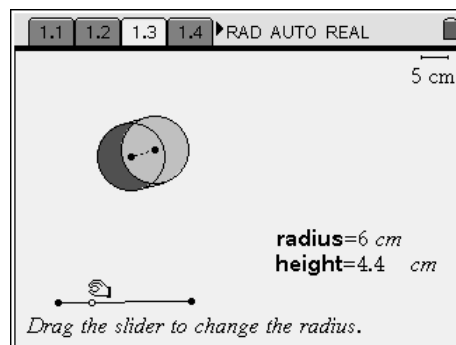 1.1 1.2 1.3 1.4 RAD AUTO REAL
5 cm
radius=6 cm
height=4.4 cm
Drag the slider to change the radius.